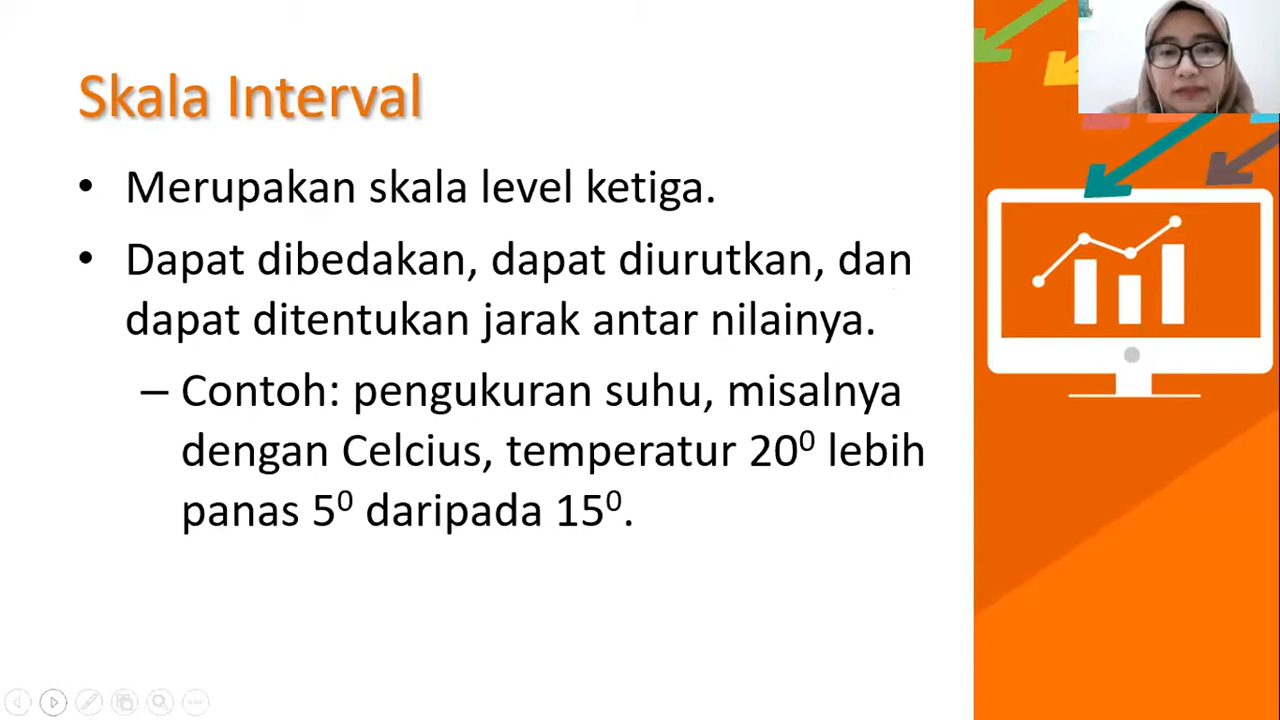 Skala Interval
• Merupakan skala level ketiga.
• Dapat dibedakan, dapat diurutkan, dan
dapat ditentukan jarak antar nilainya.
– Contoh: pengukuran suhu, misalnya
dengan Celcius, temperatur 20⁰ lebih
panas 5⁰ daripada 15⁰.